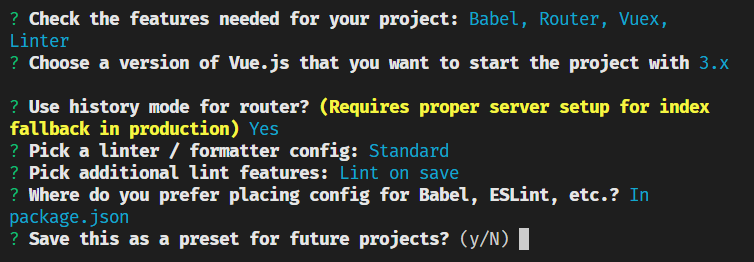 ? Check the features needed for your project: Babel, Router, Vuex,
Linter
? Choose a version of Vue.js that you want to start the project with 3.x
? Use history mode for router? (Requires proper server setup for index
fallback in production) Yes
? Pick a linter / formatter config: Standard
? Pick additional lint features: Lint on save
? Where do you prefer placing config for Babel, ESLint, etc.? In
package.json
? Save this as a preset for future projects? (y/N)